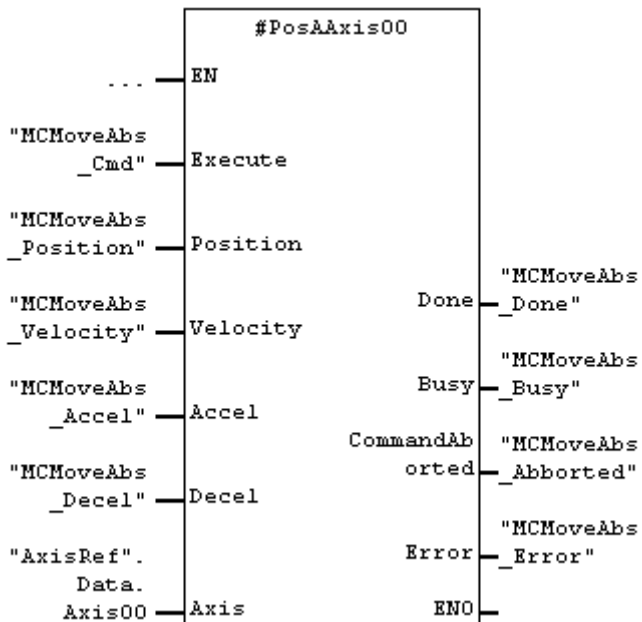 #PosAAxis00
...
EN
"MCMoveAbs
_Cmd"
Execute
"MCMoveAbs
_Position"
Position
"MCMoveAbs
_Velocity"
Velocity
"MCMoveAbs
_Accel"
Accel
"MCMoveAbs
_Decel"
Decel
"AxisRef".
Data.
Axis00
Axis
Done
"MCMoveAbs
_Done"
Busy
"MCMoveAbs
_Busy"
CommandAb
orted
"MCMoveAbs
_Abborted"
Error
"MCMoveAbs
_Error"
ENO